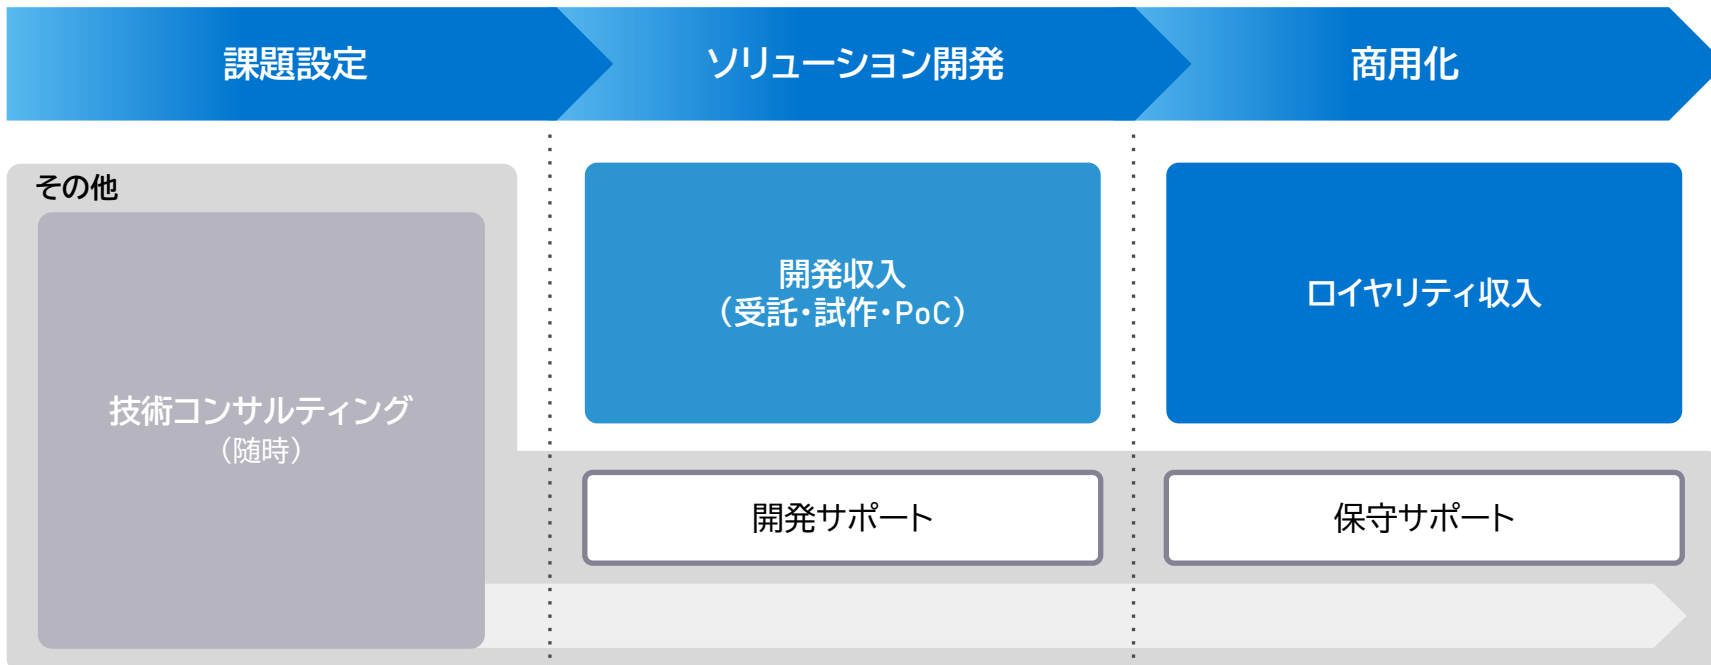 課題設定
ソリューション開発
商用化
その他
技術コンサルティング
（随時）
開発収入
（受託・試作・PoC）
ロイヤリティ収入
開発サポート
保守サポート